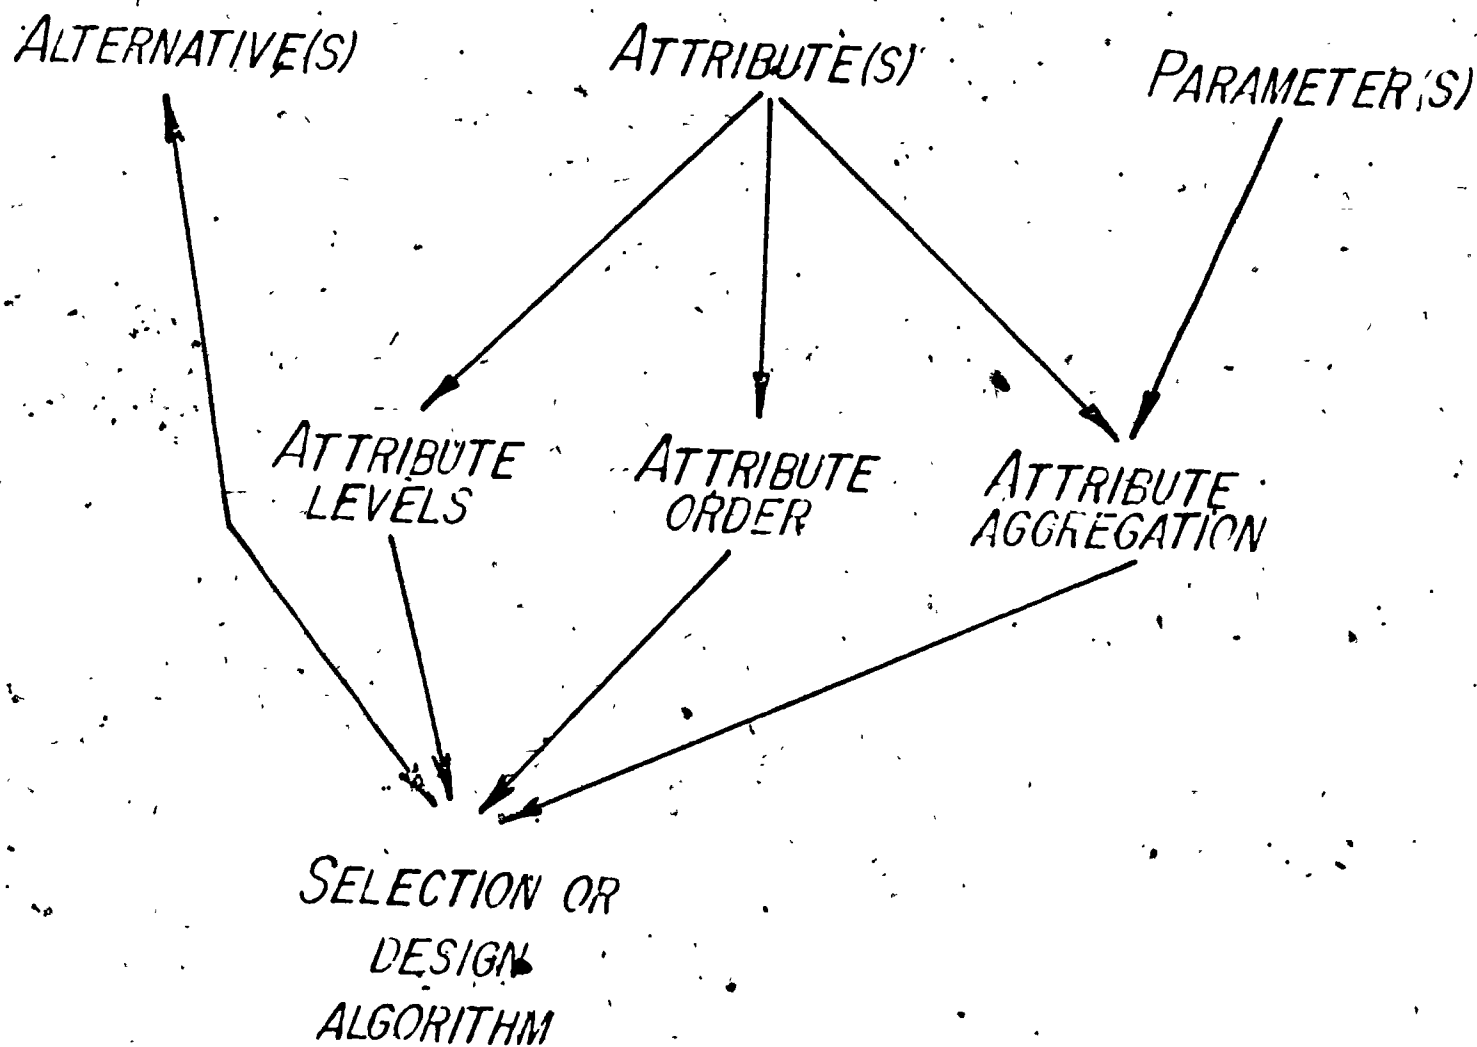 ALTERNATIVE(S)
ATTRIBUTE(S)
PARAMETER(S)
ATTRIBUTE
LEVELS
ATTRIBUTE
ORDER
ATTRIBUTE
AGGREGATION
SELECTION OR
DESIGN
ALGORITHM